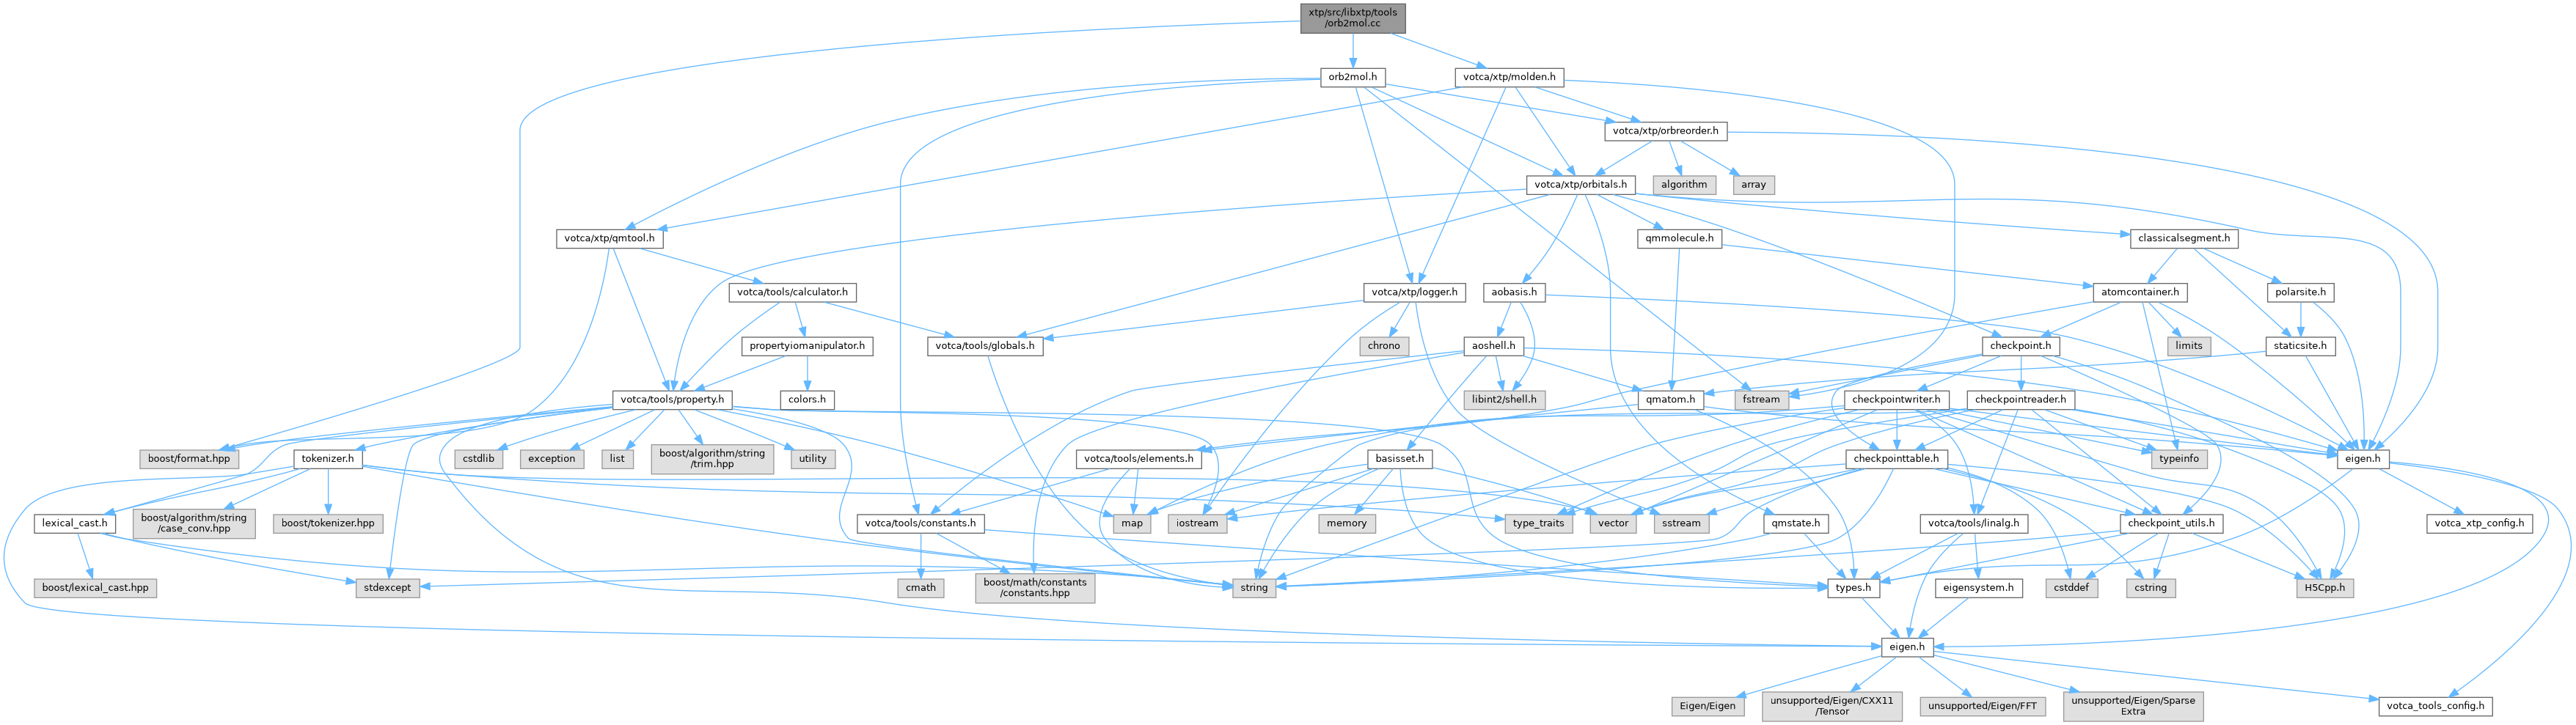 xtp/src/libxtp/tools
/orb2mol.cc
orb2mol.h
votca/xtp/molden.h
votca/xtp/orbreorder.h
votca/xtp/orbitals.h
algorithm
array
votca/xtp/qmtool.h
qmmolecule.h
classicalsegment.h
votca/tools/calculator.h
votca/xtp/logger.h
aobasis.h
atomcontainer.h
polarsite.h
propertyiomanipulator.h
votca/tools/globals.h
chrono
aoshell.h
checkpoint.h
limits
staticsite.h
votca/tools/property.h
colors.h
libint2/shell.h
fstream
qmatom.h
checkpointwriter.h
checkpointreader.h
boost/format.hpp
tokenizer.h
cstdlib
exception
list
boost/algorithm/string
/trim.hpp
utility
votca/tools/elements.h
basisset.h
checkpointtable.h
typeinfo
eigen.h
lexical_cast.h
boost/algorithm/string
/case_conv.hpp
boost/tokenizer.hpp
votca/tools/constants.h
map
iostream
memory
type_traits
vector
sstream
qmstate.h
votca/tools/linalg.h
checkpoint_utils.h
votca_xtp_config.h
boost/lexical_cast.hpp
stdexcept
cmath
boost/math/constants
/constants.hpp
string
types.h
eigensystem.h
cstddef
cstring
H5Cpp.h
eigen.h
Eigen/Eigen
unsupported/Eigen/CXX11
/Tensor
unsupported/Eigen/FFT
unsupported/Eigen/Sparse
Extra
votca_tools_config.h